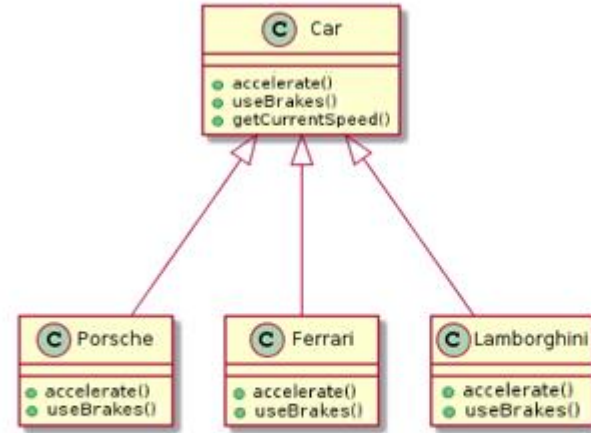 C Car
accelerate()
useBrakes()
getCurrentSpeed()
C Porsche
accelerate()
useBrakes()
C Ferrari
accelerate()
useBrakes()
C Lamborghini
accelerate()
useBrakes()